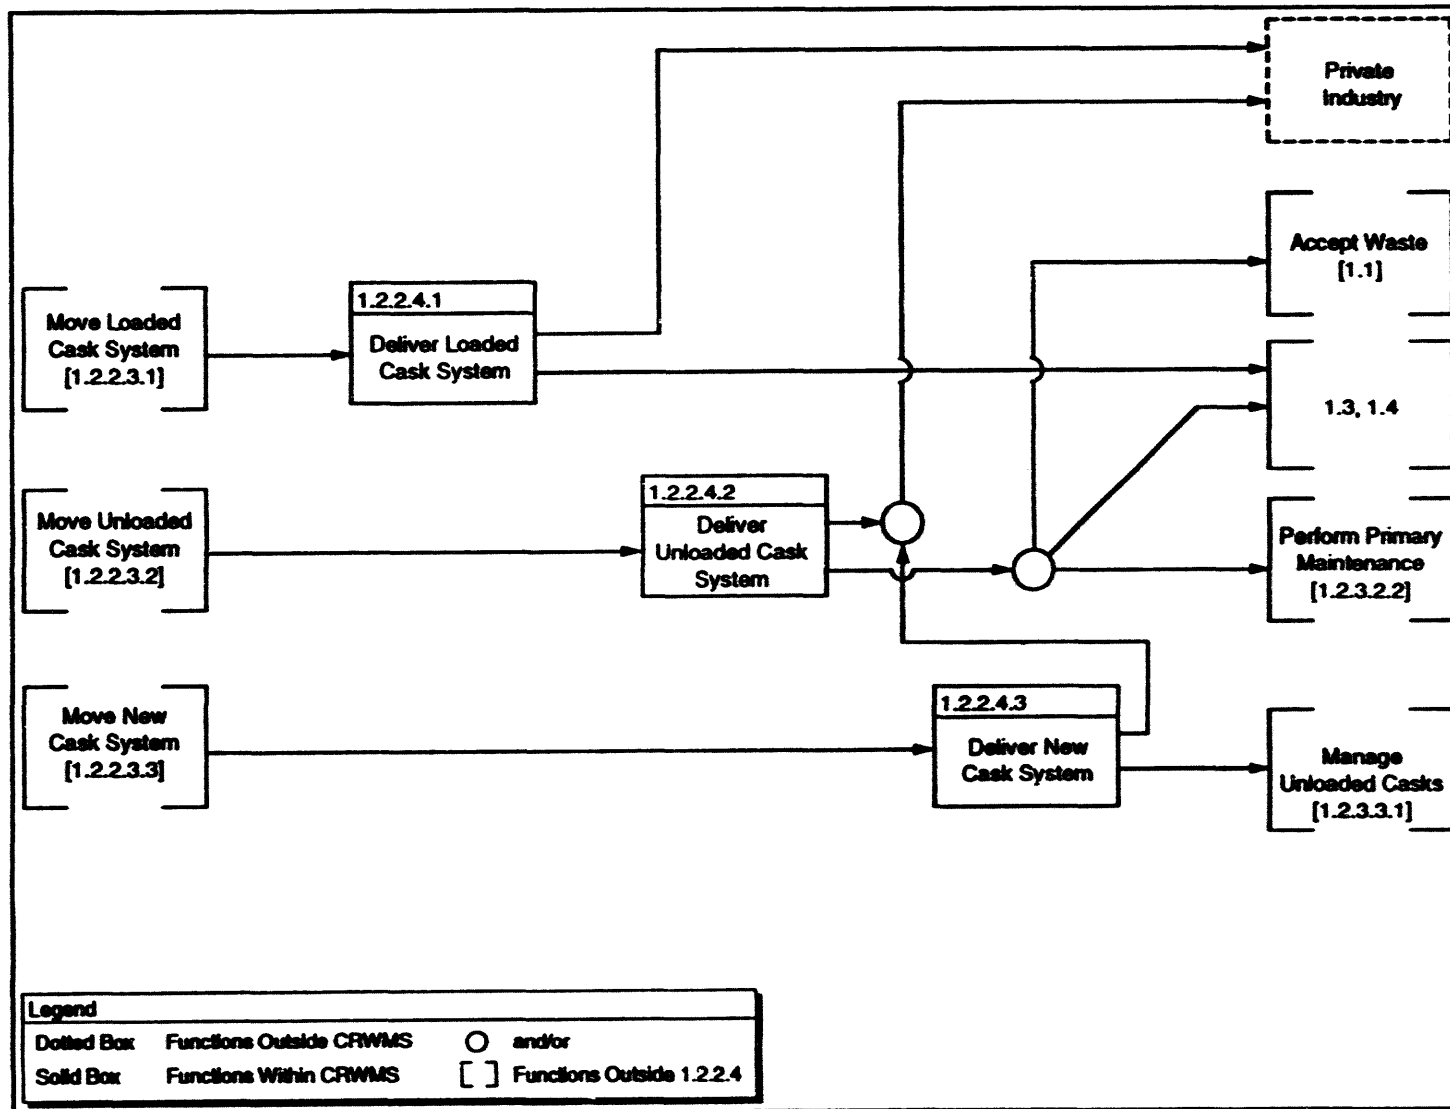 Private
Industry
Accept Waste
[1.1]
Move Loaded
Cask System
[1.2.2.3.1]
1.2.2.4.1
Deliver Loaded
Cask System
1.3, 1.4
Move Unloaded
Cask System
[1.2.2.3.2]
1.2.2.4.2
Deliver
Unloaded Cask
System
Perform Primary
Maintenance
[1.2.3.2.2]
Move New
Cask System
[1.2.2.3.3]
1.2.2.4.3
Deliver New
Cask System
Manage
Unloaded Casks
[1.2.3.3.1]
Legend
Dotted Box Functions Outside CRWMS and/or
Solid Box Functions Within CRWMS [ ] Functions Outside 1.2.2.4